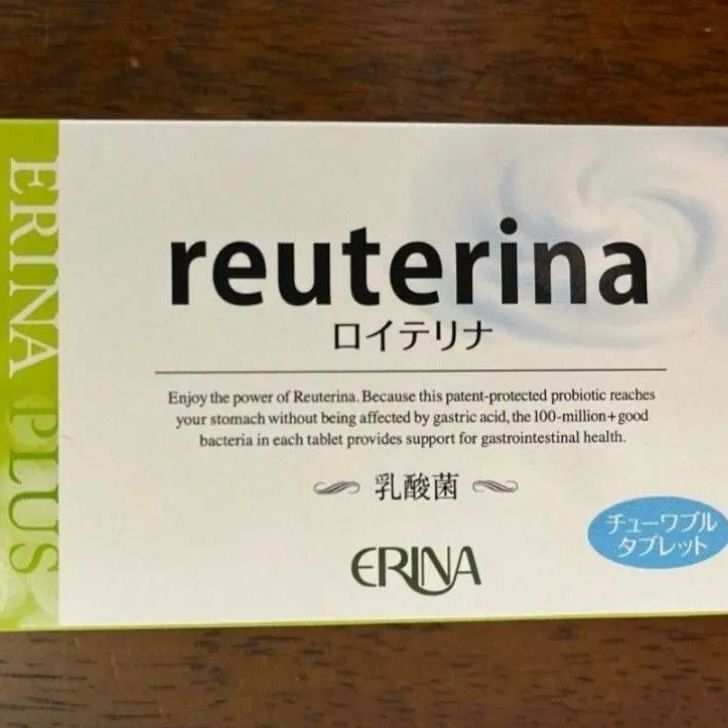 ERINA PLUS
reuterina
ロイテリナ
Enjoy the power of Reuterina. Because this patent-protected probiotic reaches
your stomach without being affected by gastric acid, the 100-million+good
bacteria in each tablet provides support for gastrointestinal health.
乳酸菌
チューワブル
タブレット
ERINA